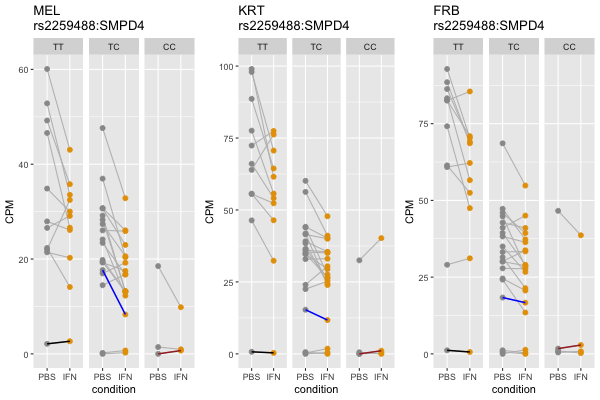 MEL
rs2259488:SMPD4
TT TC CC
CPM
60
40
20
0
PBS IFN PBS IFN PBS IFN
condition
KRT
rs2259488:SMPD4
TT TC CC
CPM
100
75
50
25
0
PBS IFN PBS IFN PBS IFN
condition
FRB
rs2259488:SMPD4
TT TC CC
CPM
75
50
25
0
PBS IFN PBS IFN PBS IFN
condition